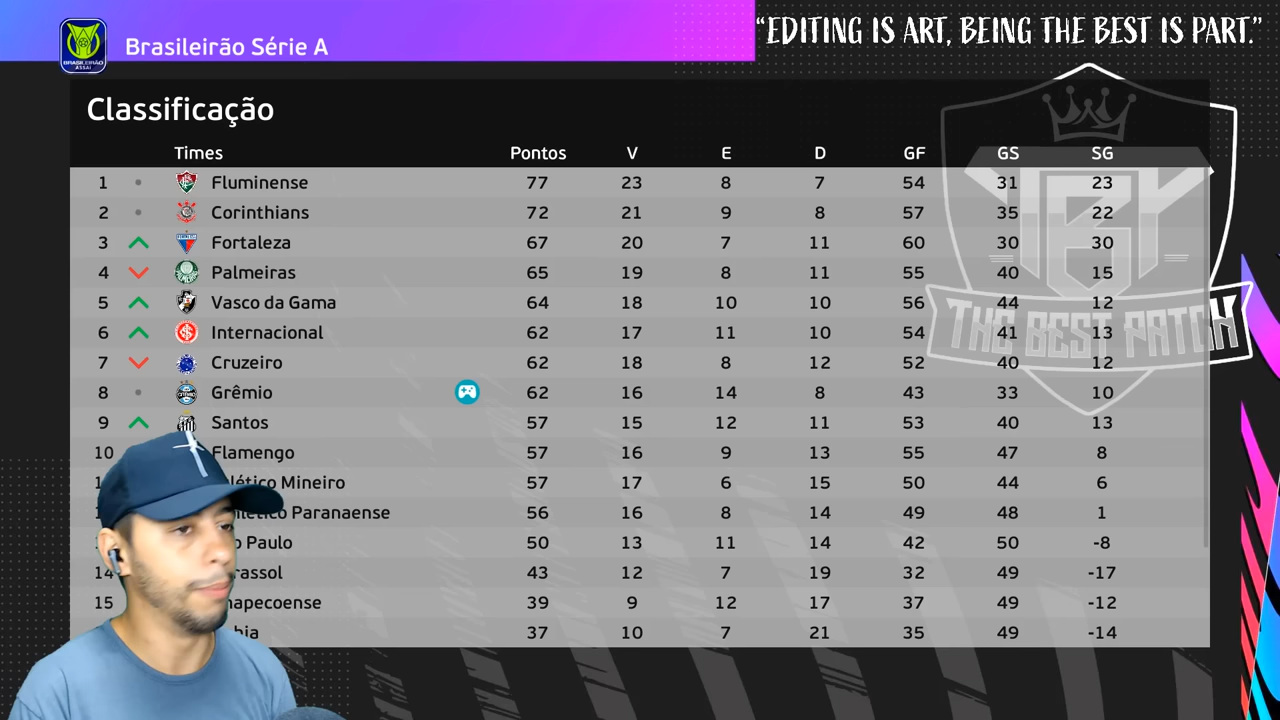 "EDITING IS ART, BEING THE BEST IS PART."
Brasileirão Série A
BRASILEIRÃO
ASSAÍ
Classificação
Times Pontos V E D GF GS SG
1 Fluminense 77 23 8 7 54 31 23
2 Corinthians 72 21 9 8 57 35 22
3 Fortaleza 67 20 7 11 60 30 30
4 Palmeiras 65 19 8 11 55 40 15
5 Vasco da Gama 64 18 10 10 56 44 12
6 Internacional 62 17 11 10 54 41 13
7 Cruzeiro 62 18 8 12 52 40 12
8 Grêmio 62 16 14 8 43 33 10
9 Santos 57 15 12 11 53 40 13
10 Flamengo 57 16 9 13 55 47 8
Mineiro 57 17 6 15 50 44 6
Paranaense 56 16 8 14 49 48 1
Paulo 50 13 11 14 42 50 -8
14 43 12 7 19 32 49 -17
15 39 9 12 17 37 49 -12
37 10 7 21 35 49 -14
TBP
THE BEST PATCH